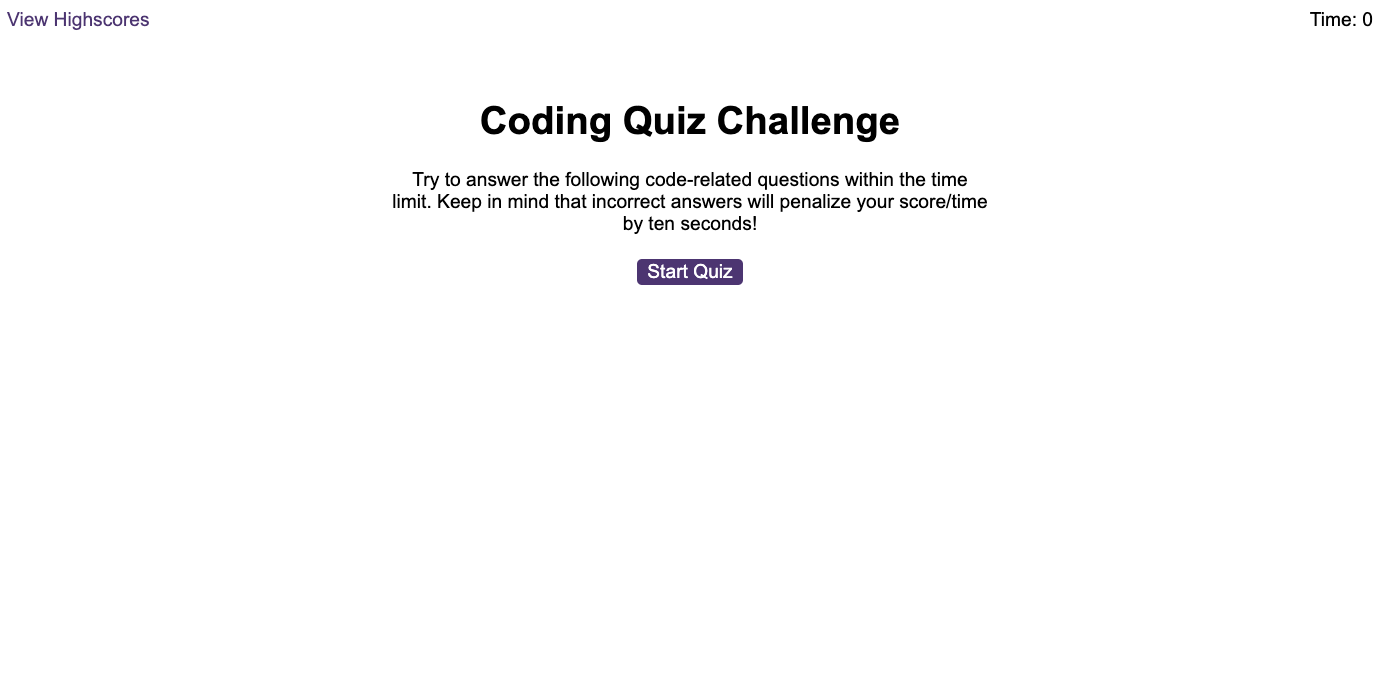 View Highscores
Time: 0
Coding Quiz Challenge
Try to answer the following code-related questions within the time
limit. Keep in mind that incorrect answers will penalize your score/time
by ten seconds!
Start Quiz